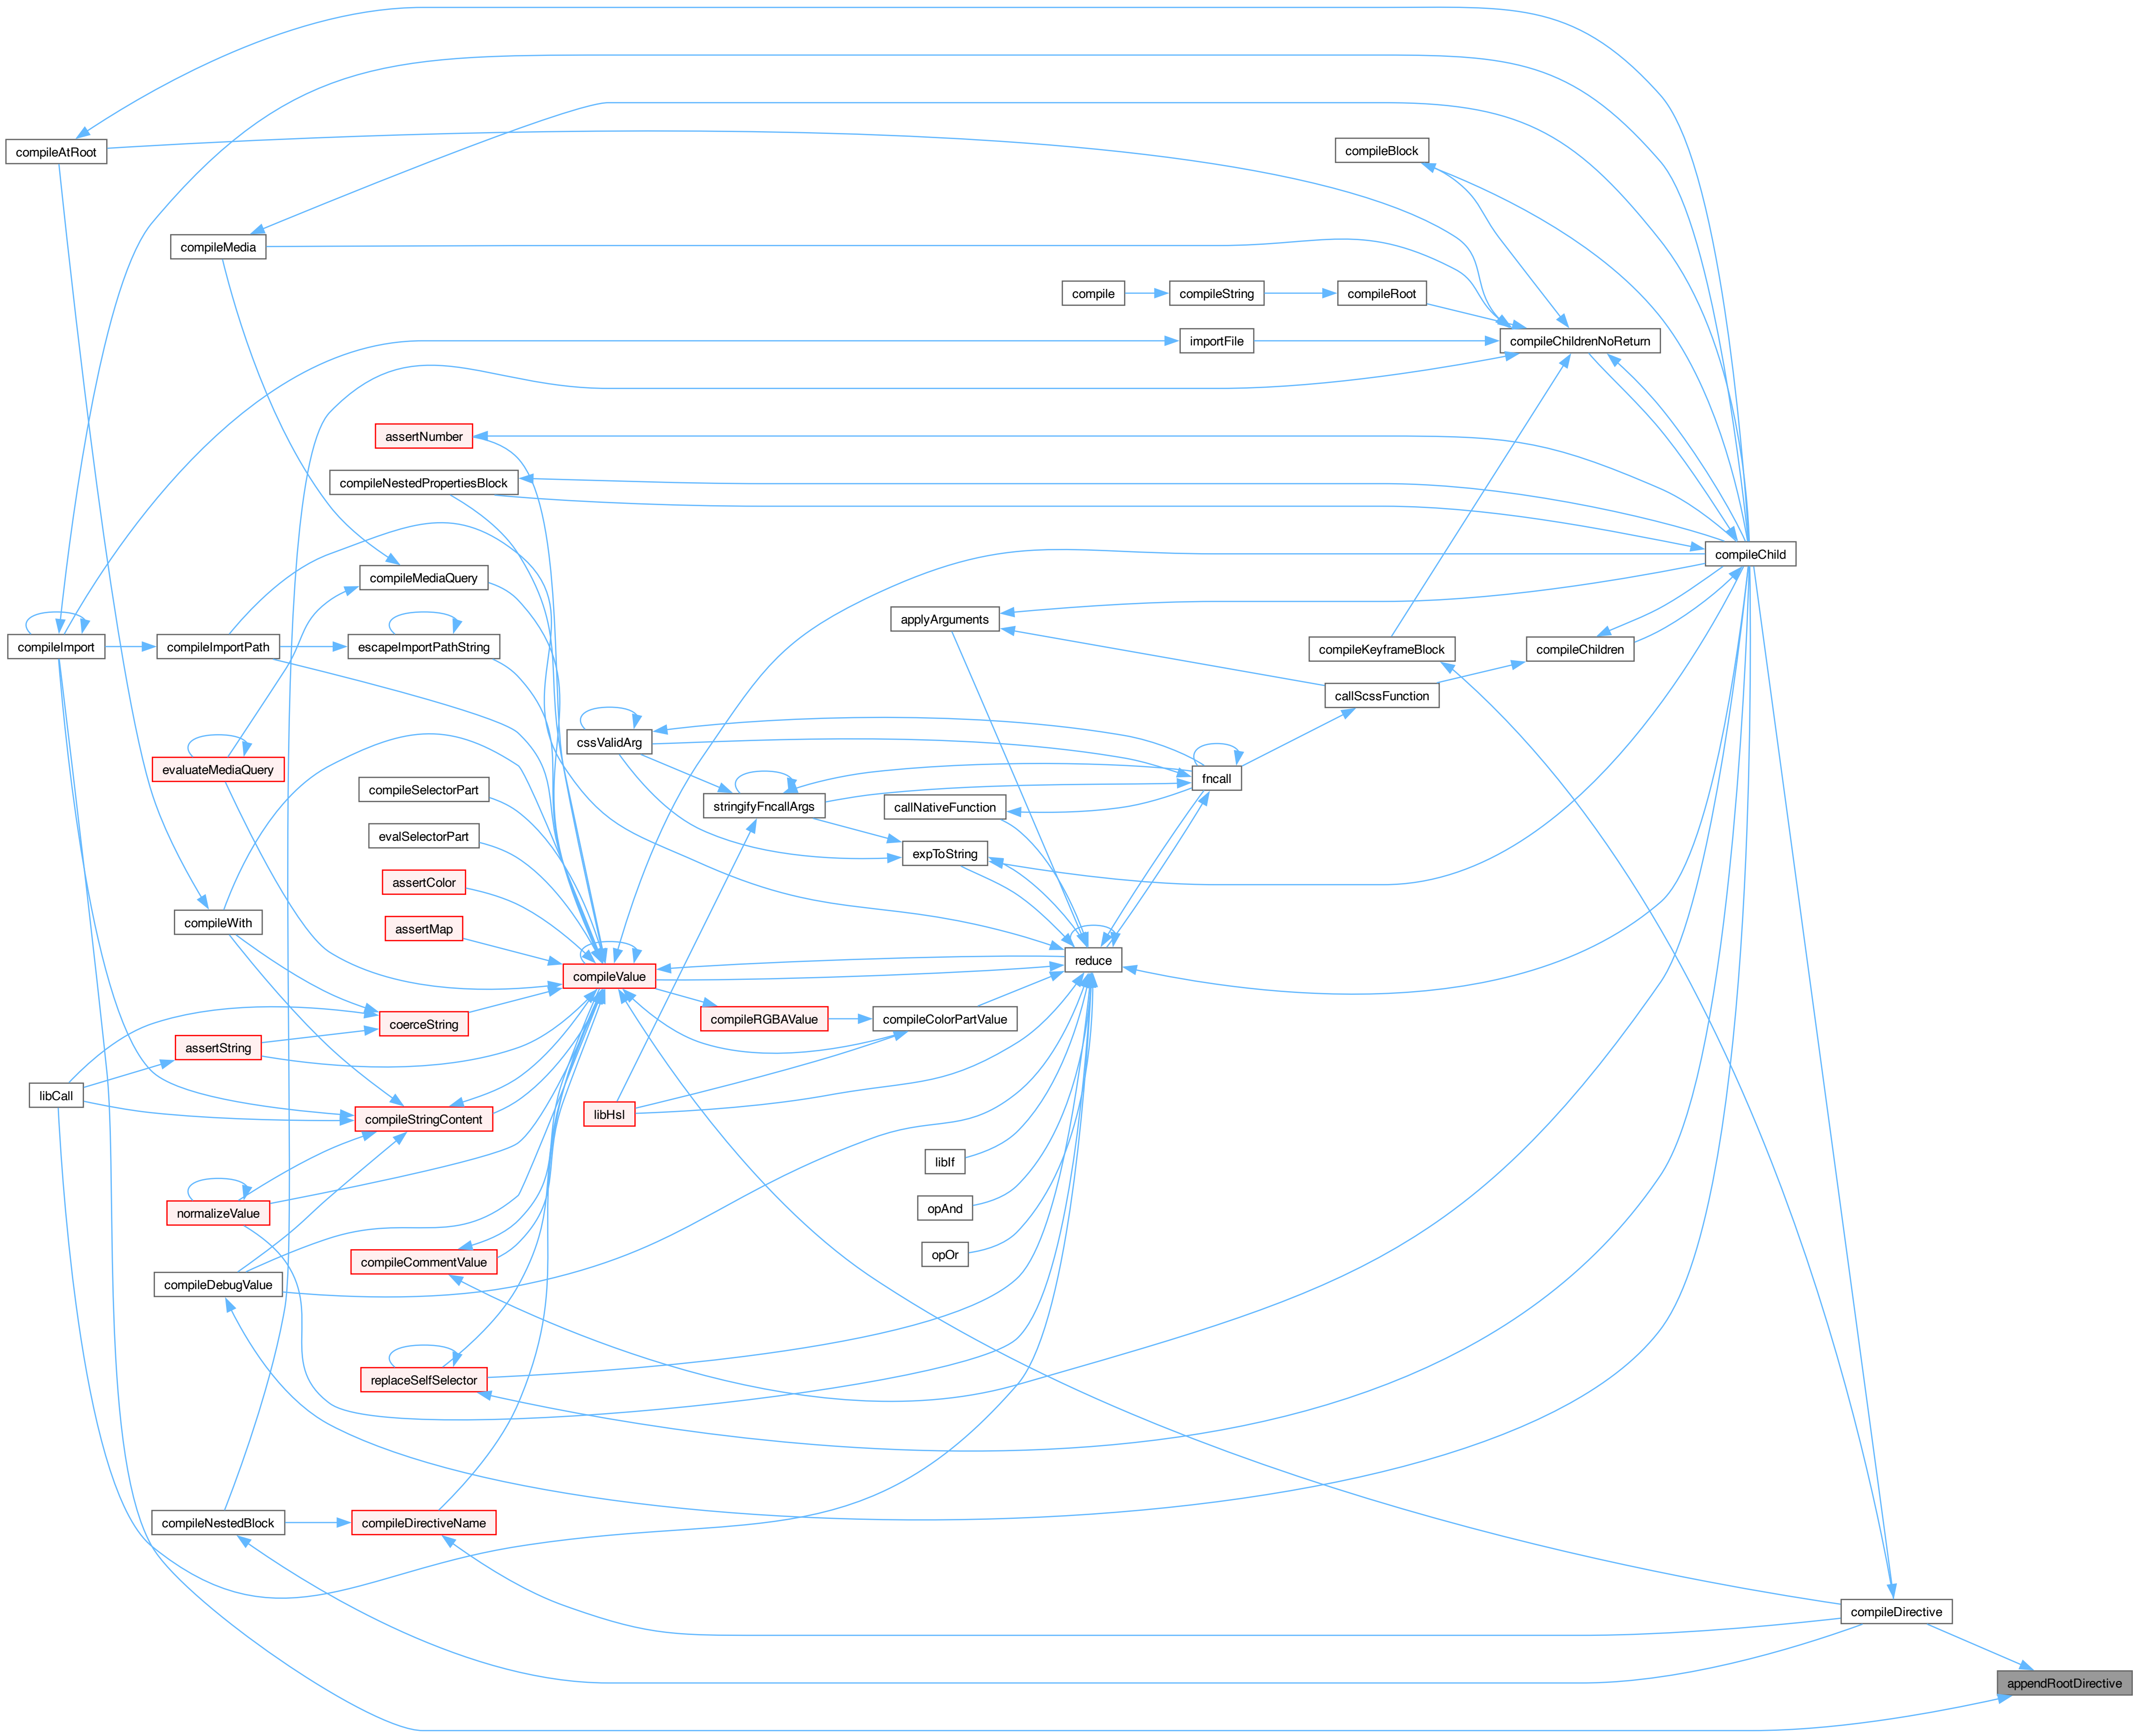 compileAtRoot
compileBlock
compileMedia
compile
compileString
compileRoot
importFile
compileChildrenNoReturn
assertNumber
compileNestedPropertiesBlock
compileChild
compileMediaQuery
applyArguments
compileImport
compileImportPath
escapeImportPathString
compileKeyframeBlock
compileChildren
callScssFunction
cssValidArg
evaluateMediaQuery
fncall
compileSelectorPart
stringifyFncallArgs
callNativeFunction
evalSelectorPart
expToString
assertColor
compileWith
assertMap
compileValue
reduce
coerceString
compileRGBAValue
compileColorPartValue
assertString
libCall
compileStringContent
libHsl
libIf
normalizeValue
opAnd
compileCommentValue
opOr
compileDebugValue
replaceSelfSelector
compileNestedBlock
compileDirectiveName
compileDirective
appendRootDirective